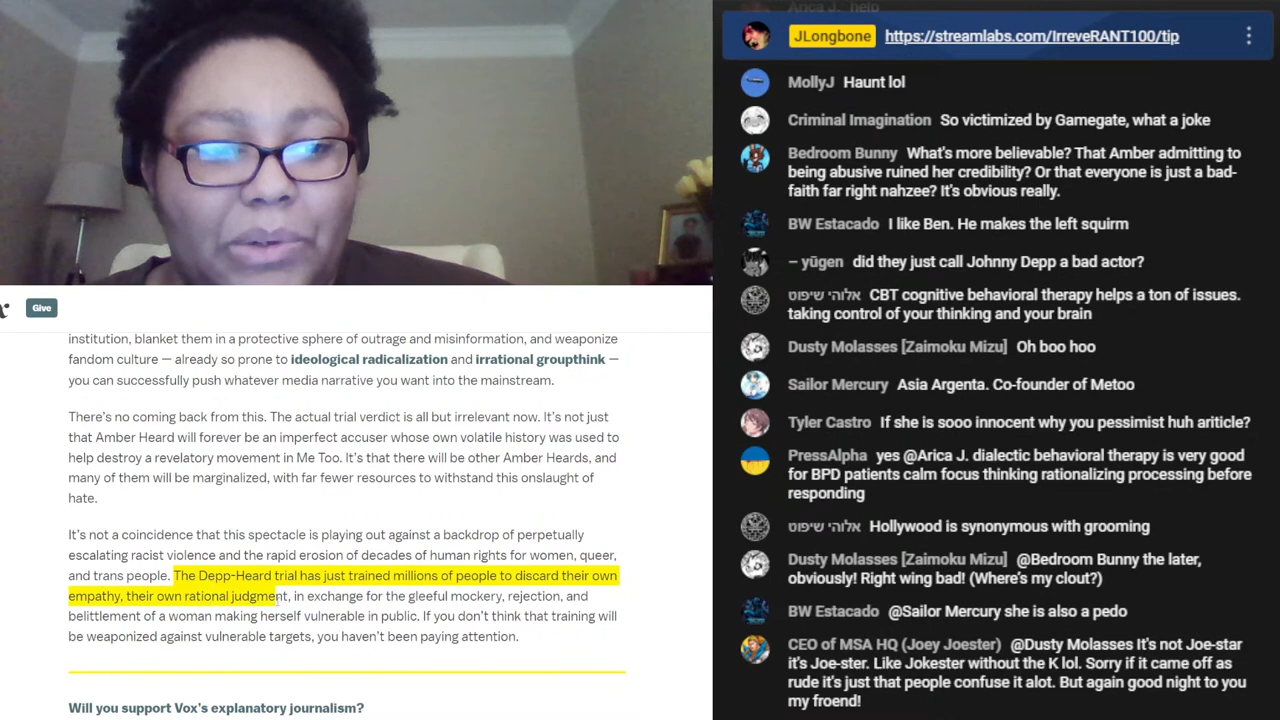 Give
institution, blanket them in a protective sphere of outrage and misinformation, and weaponize
fandom culture — already so prone to ideological radicalization and irrational groupthink —
you can successfully push whatever media narrative you want into the mainstream.
There's no coming back from this. The actual trial verdict is all but irrelevant now. It's not just
that Amber Heard will forever be an imperfect accuser whose own volatile history was used to
help destroy a revelatory movement in Me Too. It's that there will be other Amber Heards, and
many of them will be marginalized, with far fewer resources to withstand this onslaught of
hate.
It's not a coincidence that this spectacle is playing out against a backdrop of perpetually
escalating racist violence and the rapid erosion of decades of human rights for women, queer,
and trans people. The Depp-Heard trial has just trained millions of people to discard their own
empathy, their own rational judgment, in exchange for the gleeful mockery, rejection, and
belittlement of a woman making herself vulnerable in public. If you don't think that training will
be weaponized against vulnerable targets, you haven't been paying attention.
Will you support Vox's explanatory journalism?
Arica J. help
JLongbone https://streamlabs.com/IrreveRANT100/tip
MollyJ Haunt lol
Criminal Imagination So victimized by Gamegate, what a joke
Bedroom Bunny What's more believable? That Amber admitting to
being abusive ruined her credibility? Or that everyone is just a bad-
faith far right nahzee? It's obvious really.
BW Estacado I like Ben. He makes the left squirm
– yūgen did they just call Johnny Depp a bad actor?
אלוהי שיפוט CBT cognitive behavioral therapy helps a ton of issues.
taking control of your thinking and your brain
Dusty Molasses [Zaimoku Mizu] Oh boo hoo
Sailor Mercury Asia Argenta. Co-founder of Metoo
Tyler Castro If she is sooo innocent why you pessimist huh ariticle?
PressAlpha yes @Arica J. dialectic behavioral therapy is very good
for BPD patients calm focus thinking rationalizing processing before
responding
אלוהי שיפוט Hollywood is synonymous with grooming
Dusty Molasses [Zaimoku Mizu] @Bedroom Bunny the later,
obviously! Right wing bad! (Where's my clout?)
BW Estacado @Sailor Mercury she is also a pedo
CEO of MSA HQ (Joey Joester) @Dusty Molasses It's not Joe-star
it's Joe-ster. Like Jokester without the K lol. Sorry if it came off as
rude it's just that people confuse it alot. But again good night to you
my froend!